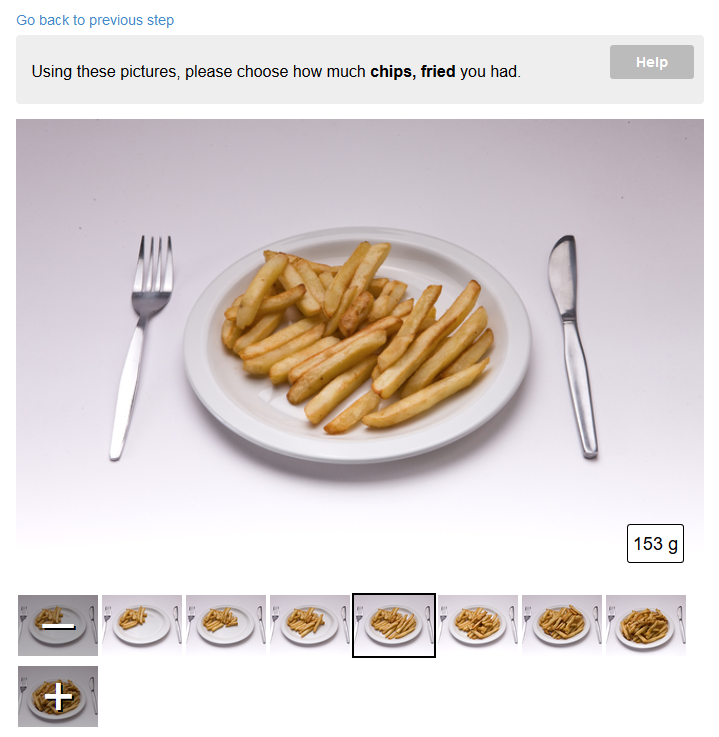 Go back to previous step
Using these pictures, please choose how much chips, fried you had.
Help
153 g